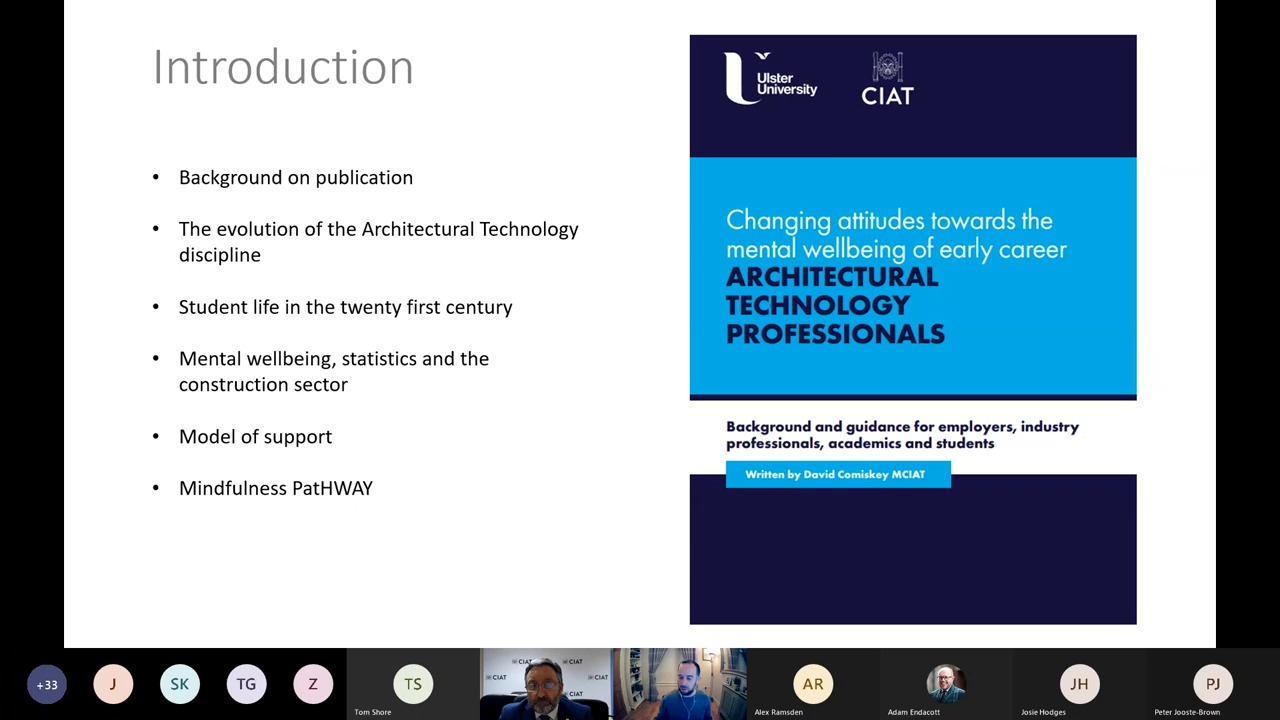 Introduction
• Background on publication
• The evolution of the Architectural Technology
discipline
• Student life in the twenty first century
• Mental wellbeing, statistics and the
construction sector
• Model of support
• Mindfulness PatHWAY
Ulster
University
CIAT
Changing attitudes towards the
mental wellbeing of early career
ARCHITECTURAL
TECHNOLOGY
PROFESSIONALS
Background and guidance for employers, industry
professionals, academics and students
Written by David Comiskey MCIAT
+33
J
SK
TG
Z
TS
Tom Shore
CIAT
CIAT
CIAT
CIAT
AR
Alex Ramsden
Adam Endacott
JH
Josie Hodges
PJ
Peter Jooste-Brown